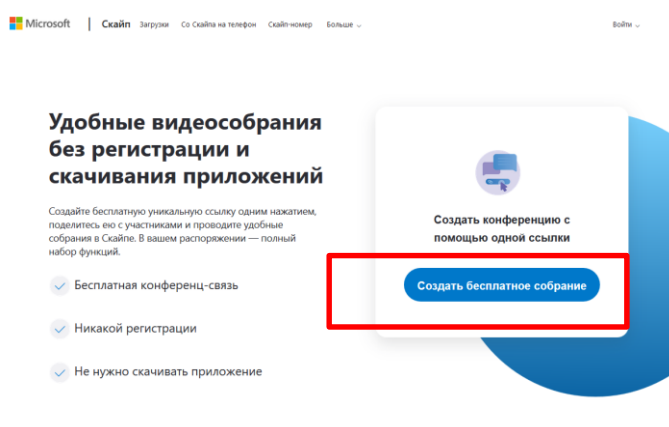 Microsoft | Скайп Загрузки Со Скайпа на телефон Скайп-номер Больше Войти
Удобные видеособрания
без регистрации и
скачивания приложений
Создайте бесплатную уникальную ссылку одним нажатием,
поделитесь ею с участниками и проводите удобные
собрания в Скайпе. В вашем распоряжении — полный
набор функций.
Бесплатная конференц-связь
Никакой регистрации
Не нужно скачивать приложение
Создать конференцию с
помощью одной ссылки
Создать бесплатное собрание